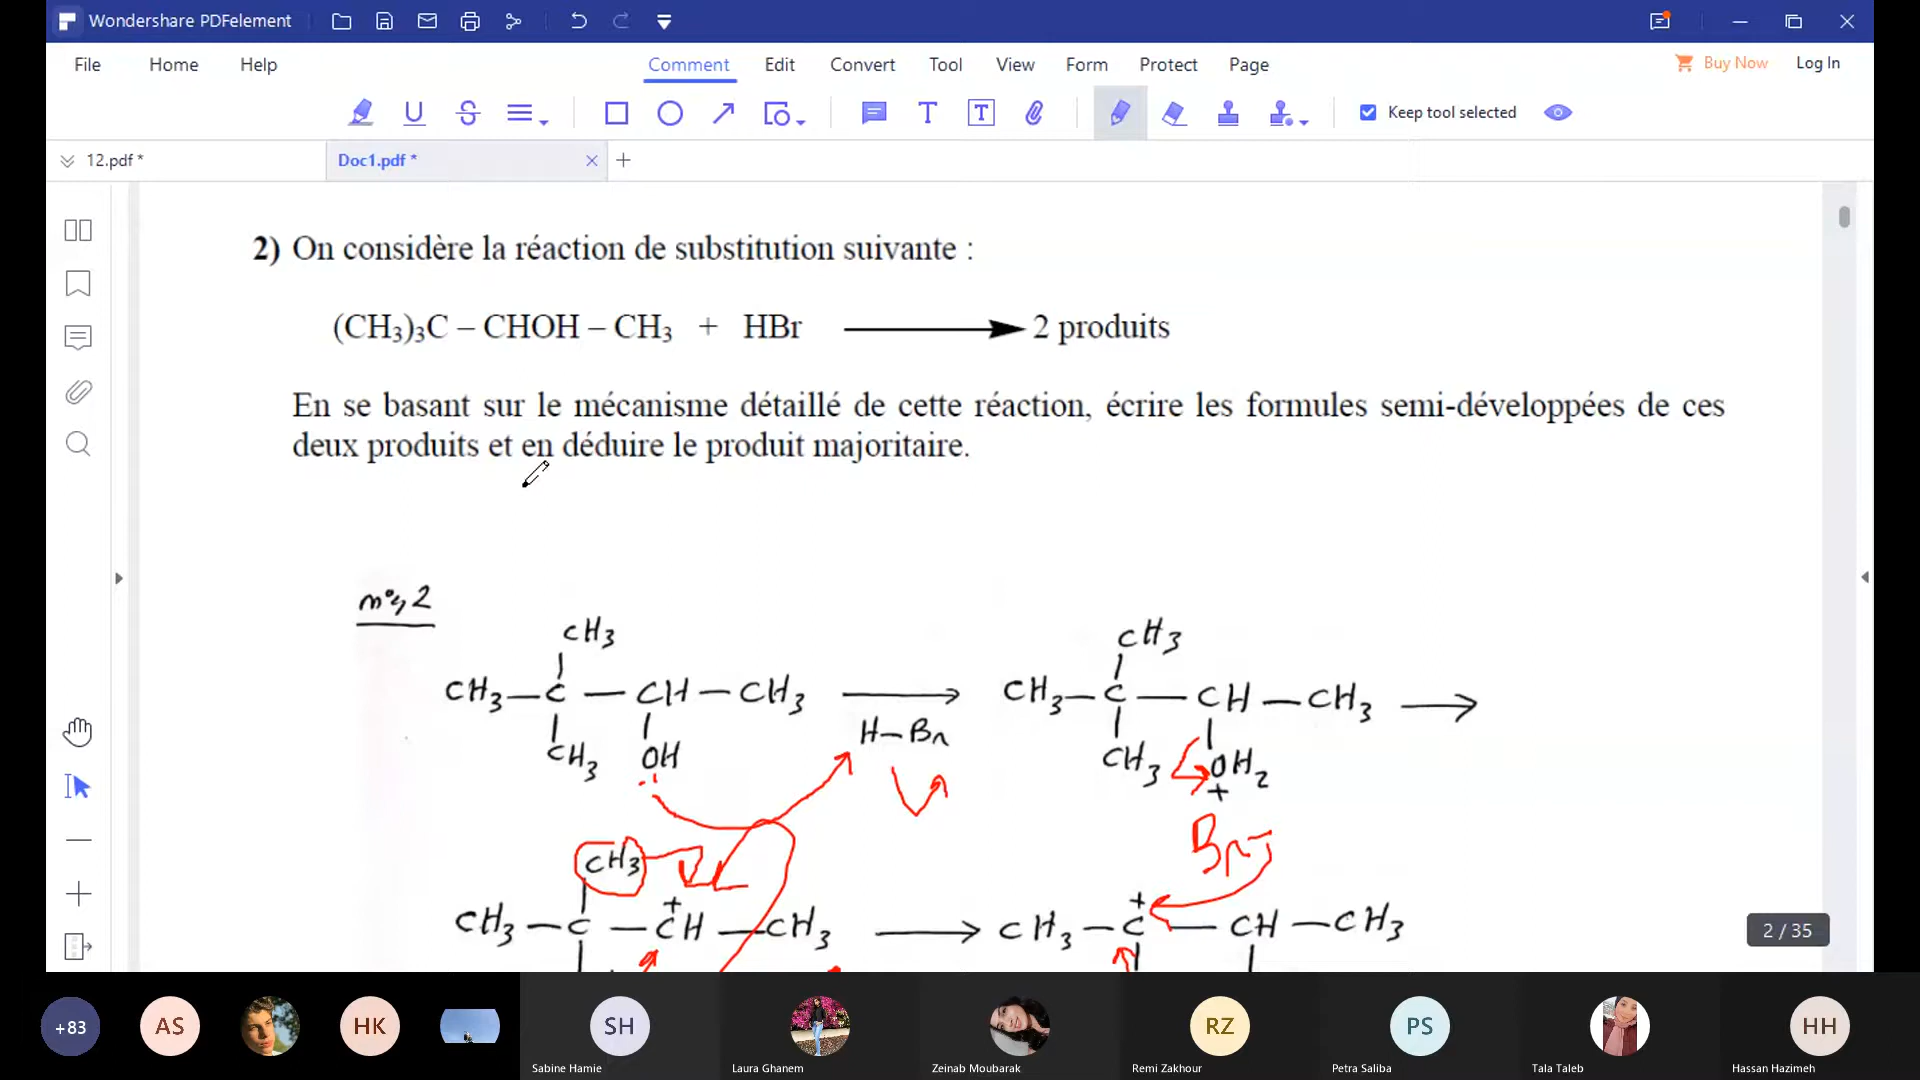 Wondershare PDFelement
File Home Help Comment Edit Convert Tool View Form Protect Page Buy Now Log In
Keep tool selected
12.pdf * Doc1.pdf *
2) On considère la réaction de substitution suivante :
(CH3)3C – CHOH – CH3 + HBr → 2 produits
En se basant sur le mécanisme détaillé de cette réaction, écrire les formules semi-développées de ces
deux produits et en déduire le produit majoritaire.
CH3 CH3
CH3 — C — CH — CH3 → CH3 — C — CH — CH3 →
H — Br
CH3 OH CH3 OH2
+
Br-
CH3
+ +
CH3 — C — CH — CH3 → CH3 — C — CH — CH3
2 / 35
+83 AS HK SH RZ PS HH
Sabine Hamie Laura Ghanem Zeinab Moubarak Remi Zakhour Petra Saliba Tala Taleb Hassan Hazimeh